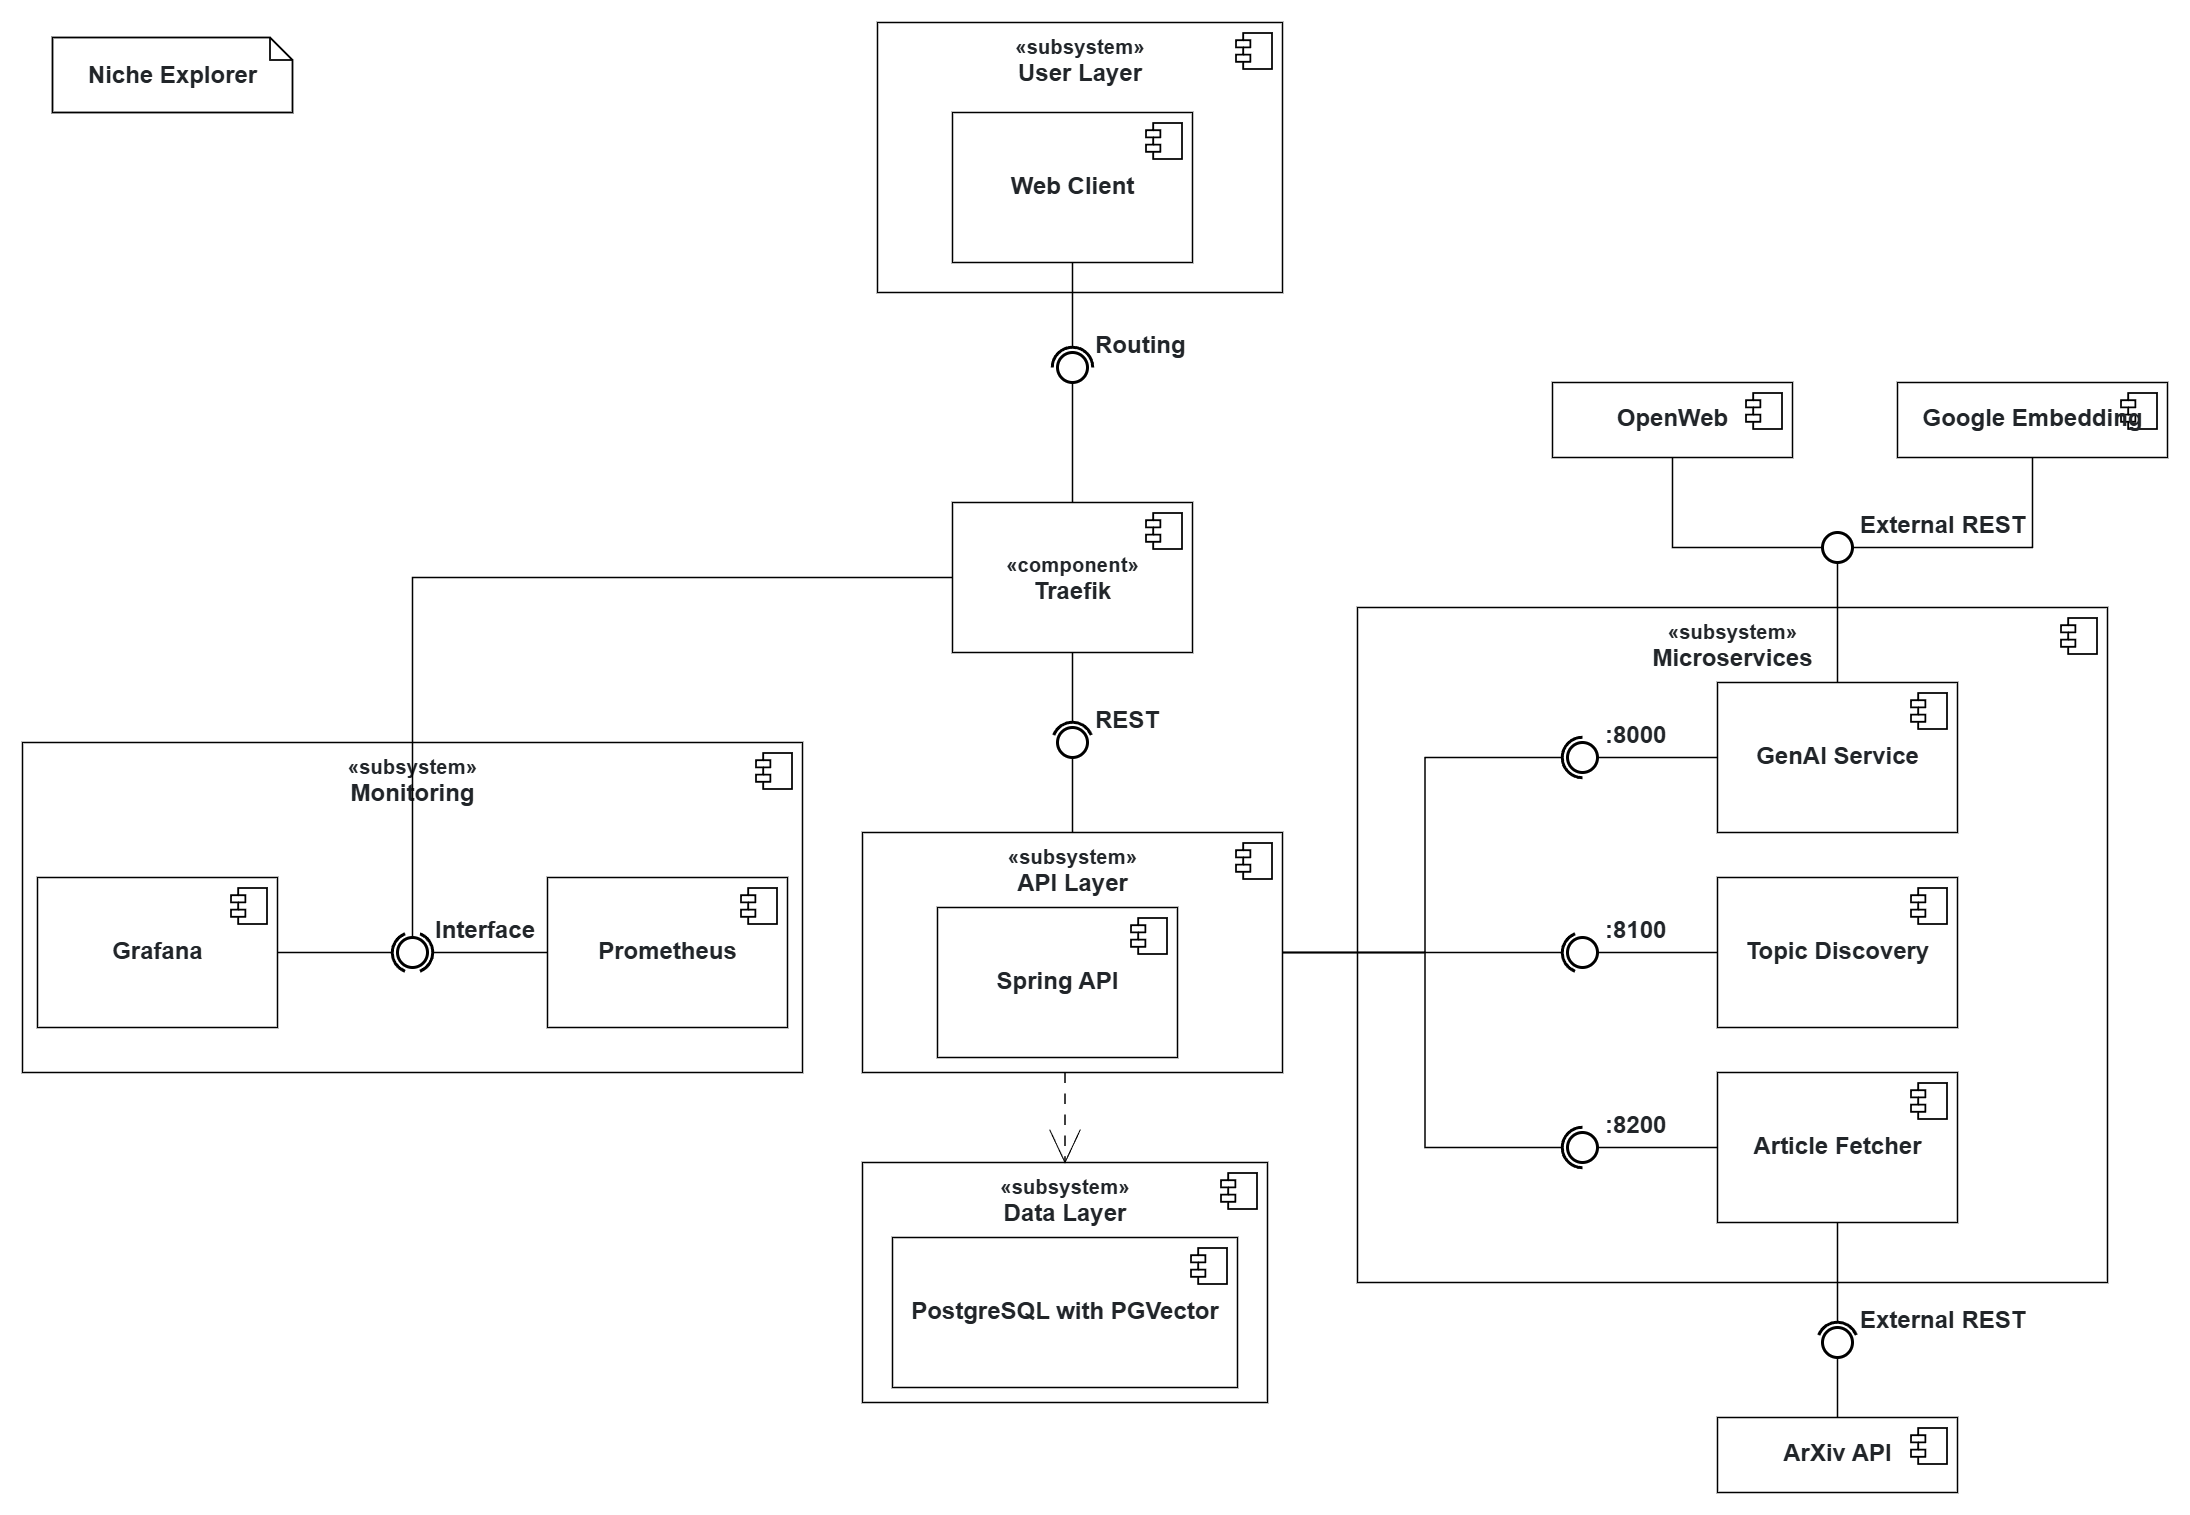 Niche Explorer
«subsystem»
User Layer
Web Client
Routing
OpenWeb
Google Embedding
External REST
«component»
Traefik
«subsystem»
Microservices
REST
:8000
GenAI Service
«subsystem»
Monitoring
«subsystem»
API Layer
Grafana
Interface
Prometheus
Spring API
:8100
Topic Discovery
:8200
Article Fetcher
«subsystem»
Data Layer
PostgreSQL with PGVector
External REST
ArXiv API